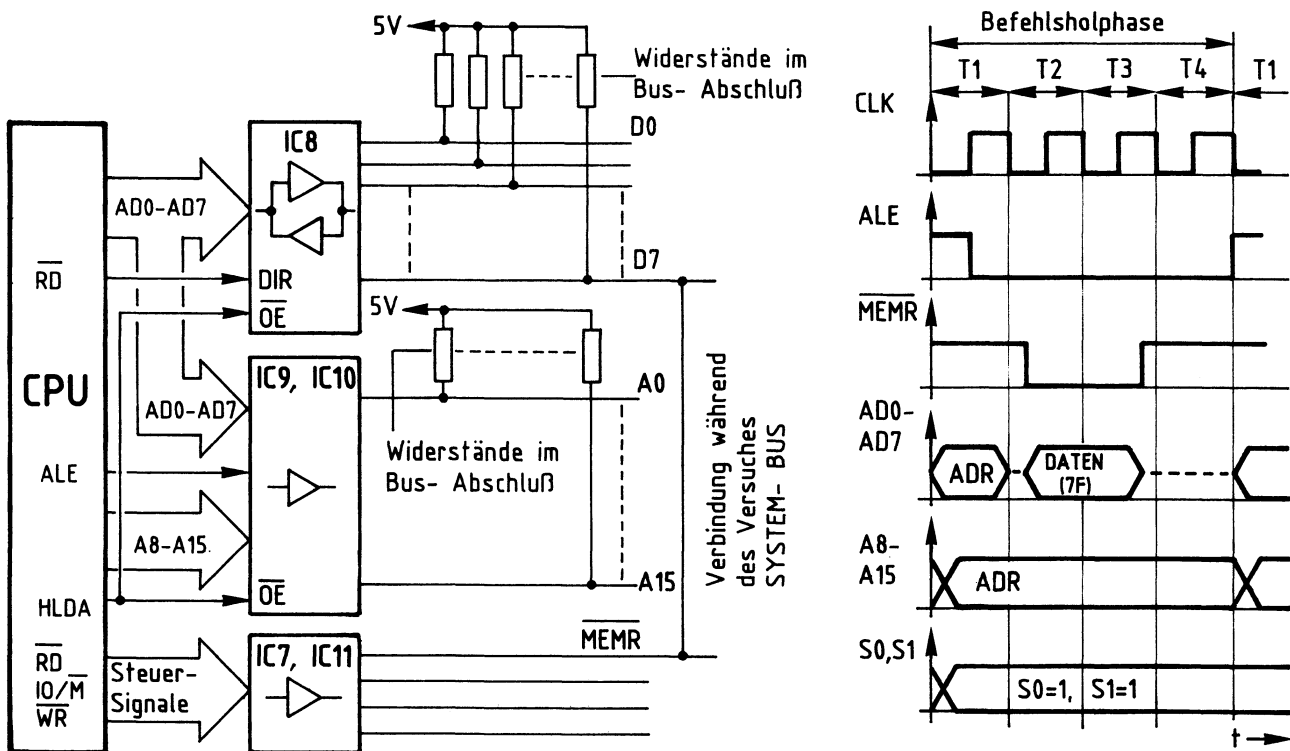 5V
Widerstände im
Bus- Abschluß
D0
IC8
AD0-AD7
D7
RD
DIR
OE
5V
CPU
IC9, IC10
A0
AD0-AD7
Widerstände im
Bus- Abschluß
ALE
A8-A15
HLDA
OE
A15
Verbindung während
des Versuches
SYSTEM- BUS
MEMR
RD
IO/M
WR
Steuer-
Signale
IC7, IC11
Befehlsholphase
T1 T2 T3 T4 T1
CLK
ALE
MEMR
AD0-
AD7
ADR
DATEN
(7F)
A8-
A15
ADR
S0,S1
S0=1, S1=1
t